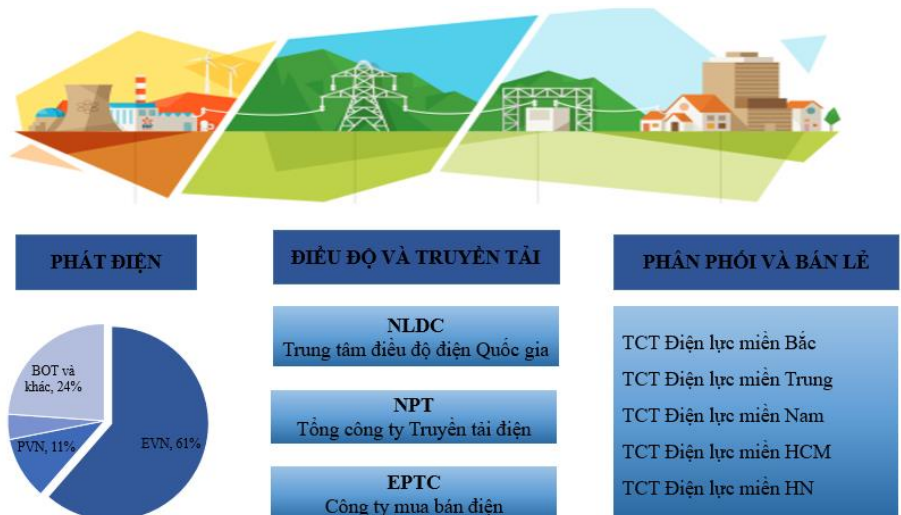 PHÁT ĐIỆN
BOT và
khác, 24%
PVN, 11%
EVN, 61%
ĐIỀU ĐỘ VÀ TRUYỀN TẢI
NLDC
Trung tâm điều độ điện Quốc gia
NPT
Tổng công ty Truyền tải điện
EPTC
Công ty mua bán điện
PHÂN PHỐI VÀ BÁN LẺ
TCT Điện lực miền Bắc
TCT Điện lực miền Trung
TCT Điện lực miền Nam
TCT Điện lực miền HCM
TCT Điện lực miền HN